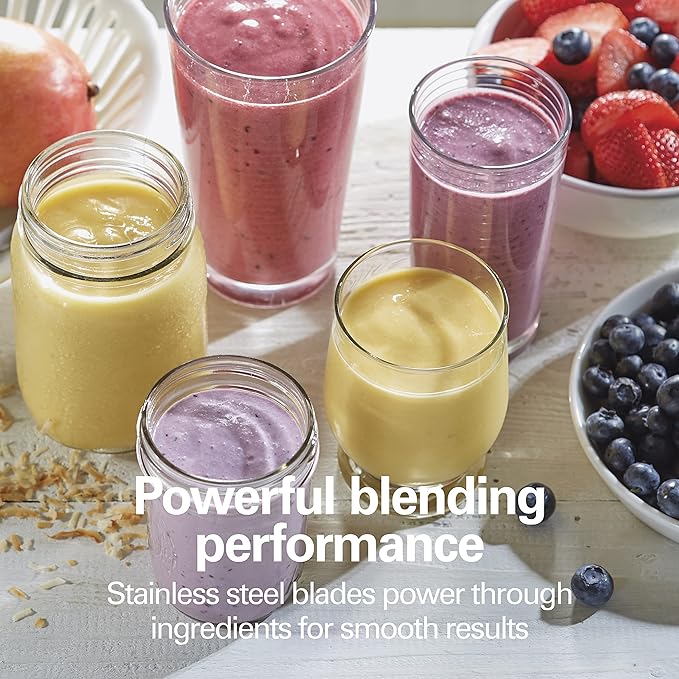 Powerful blending
performance
Stainless steel blades power through
ingredients for smooth results